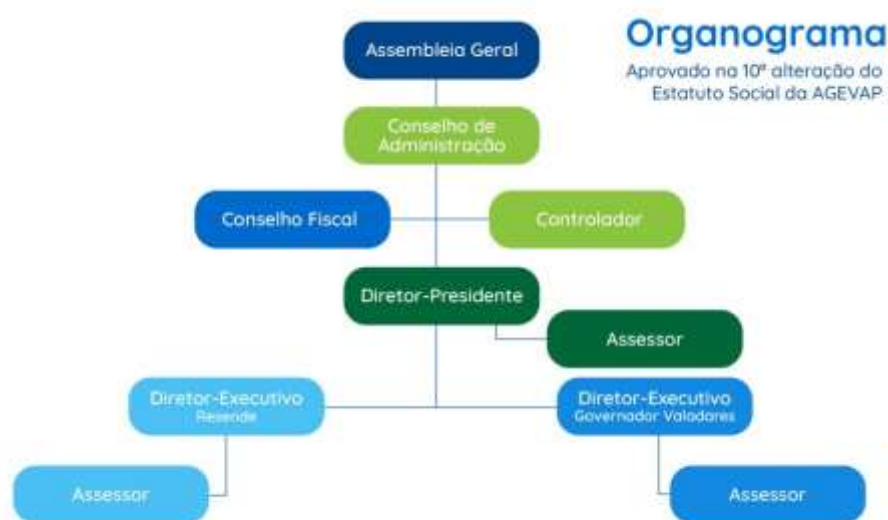 Organograma
Aprovado na 10ª alteração do
Estatuto Social da AGEVAP
Assembleia Geral
Conselho de
Administração
Conselho Fiscal
Controlador
Diretor-Presidente
Assessor
Diretor-Executivo
Resende
Diretor-Executivo
Governador Valadares
Assessor
Assessor